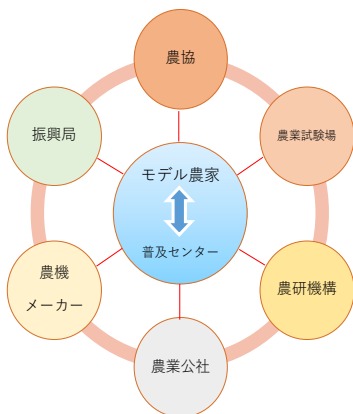 農協
振興局
農業試験場
モデル農家
普及センター
農機
メーカー
農研機構
農業公社